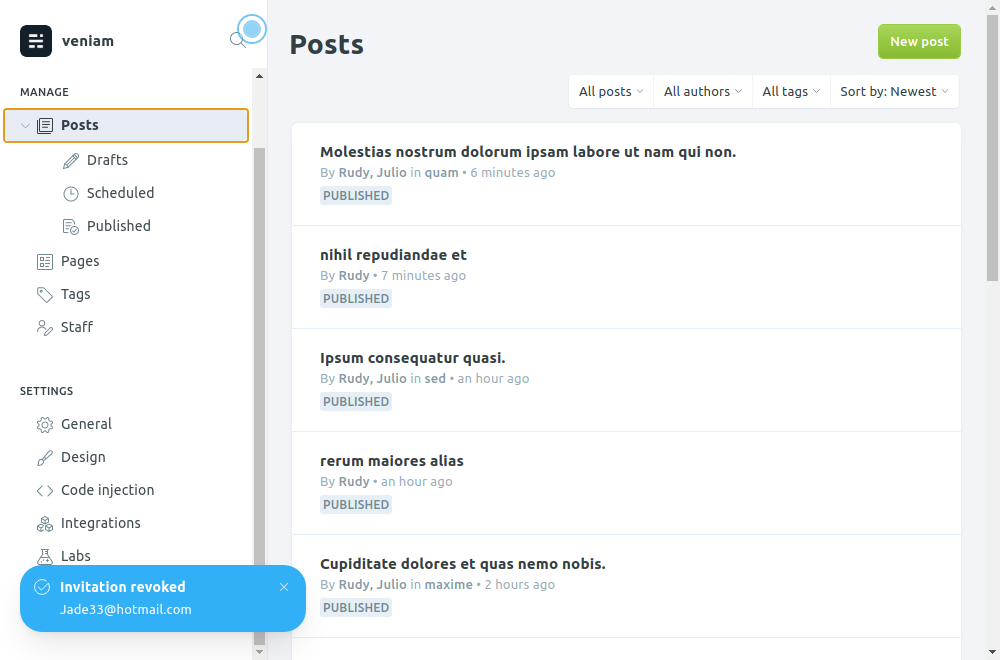 veniam
MANAGE
Posts
Drafts
Scheduled
Published
Pages
Tags
Staff
SETTINGS
General
Design
Code injection
Integrations
Labs
Invitation revoked
Jade33@hotmail.com
Posts
New post
All posts
All authors
All tags
Sort by: Newest
Molestias nostrum dolorum ipsam labore ut nam qui non.
By Rudy, Julio in quam • 6 minutes ago
PUBLISHED
nihil repudiandae et
By Rudy • 7 minutes ago
PUBLISHED
Ipsum consequatur quasi.
By Rudy, Julio in sed • an hour ago
PUBLISHED
rerum maiores alias
By Rudy • an hour ago
PUBLISHED
Cupiditate dolores et quas nemo nobis.
By Rudy, Julio in maxime • 2 hours ago
PUBLISHED